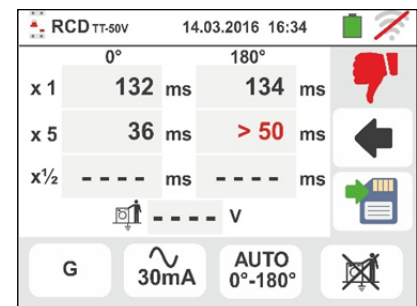 RCD TT-50V 14.03.2016 16:34
0° 180°
x 1 132 ms 134 ms
x 5 36 ms > 50 ms
x½ - - - - ms - - - - ms
- - - - V
G 30mA AUTO
0°-180°